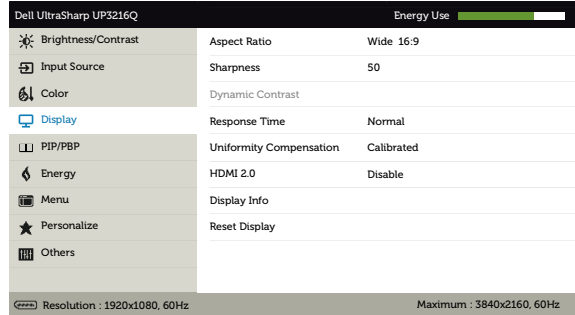 Dell UltraSharp UP3216Q Energy Use
Brightness/Contrast Aspect Ratio Wide 16:9
Input Source Sharpness 50
Color Dynamic Contrast
Display Response Time Normal
PIP/PBP Uniformity Compensation Calibrated
Energy HDMI 2.0 Disable
Menu Display Info
Personalize Reset Display
Others
Resolution : 1920x1080, 60Hz Maximum : 3840x2160, 60Hz